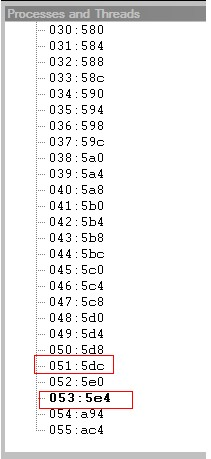 Processes and Threads
030:580
031:584
032:588
033:58c
034:590
035:594
036:598
037:59c
038:5a0
039:5a4
040:5a8
041:5b0
042:5b4
043:5b8
044:5bc
045:5c0
046:5c4
047:5c8
048:5d0
049:5d4
050:5d8
051:5dc
052:5e0
053:5e4
054:a94
055:ac4